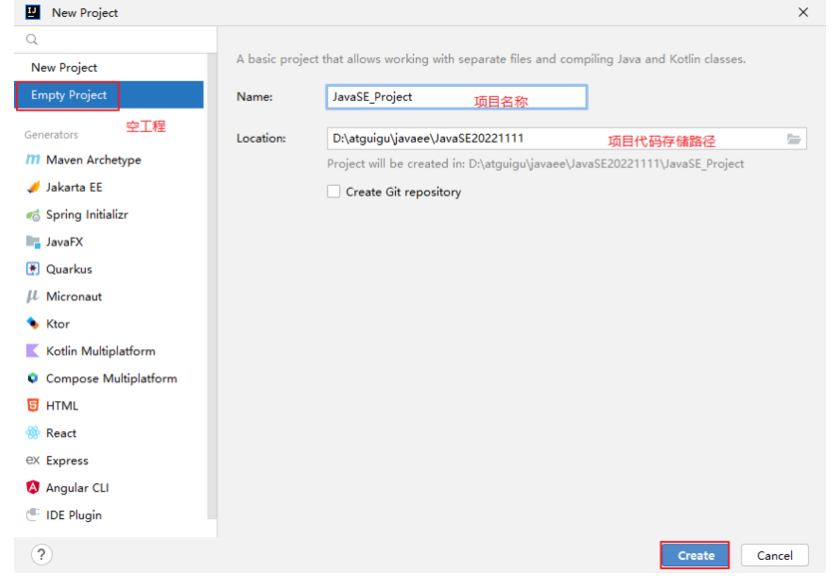 New Project
New Project
Empty Project
空工程
Generators
Maven Archetype
Jakarta EE
Spring Initializr
JavaFX
Quarkus
Micronaut
Ktor
Kotlin Multiplatform
Compose Multiplatform
HTML
React
ex Express
Angular CLI
IDE Plugin
A basic project that allows working with separate files and compiling Java and Kotlin classes.
Name: JavaSE_Project 项目名称
Location: D:\atguigu\javaee\JavaSE20221111 项目代码存储路径
Project will be created in: D:\atguigu\javaee\JavaSE20221111\JavaSE_Project
Create Git repository
? Create Cancel